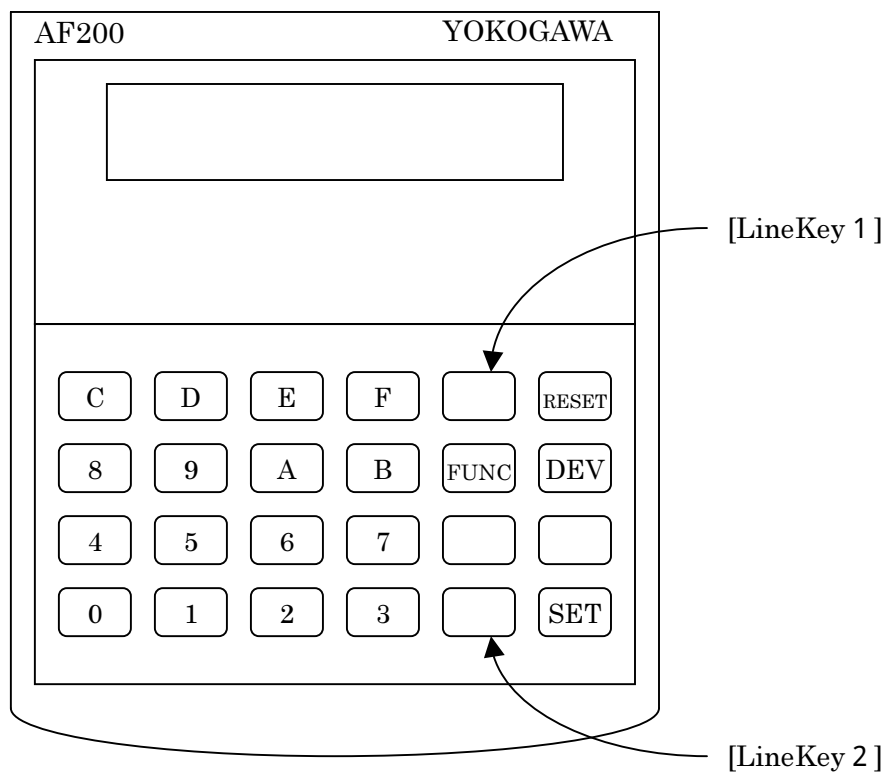 AF200 YOKOGAWA
[LineKey 1]
C D E F RESET
8 9 A B FUNC DEV
4 5 6 7
0 1 2 3 SET
[LineKey 2]